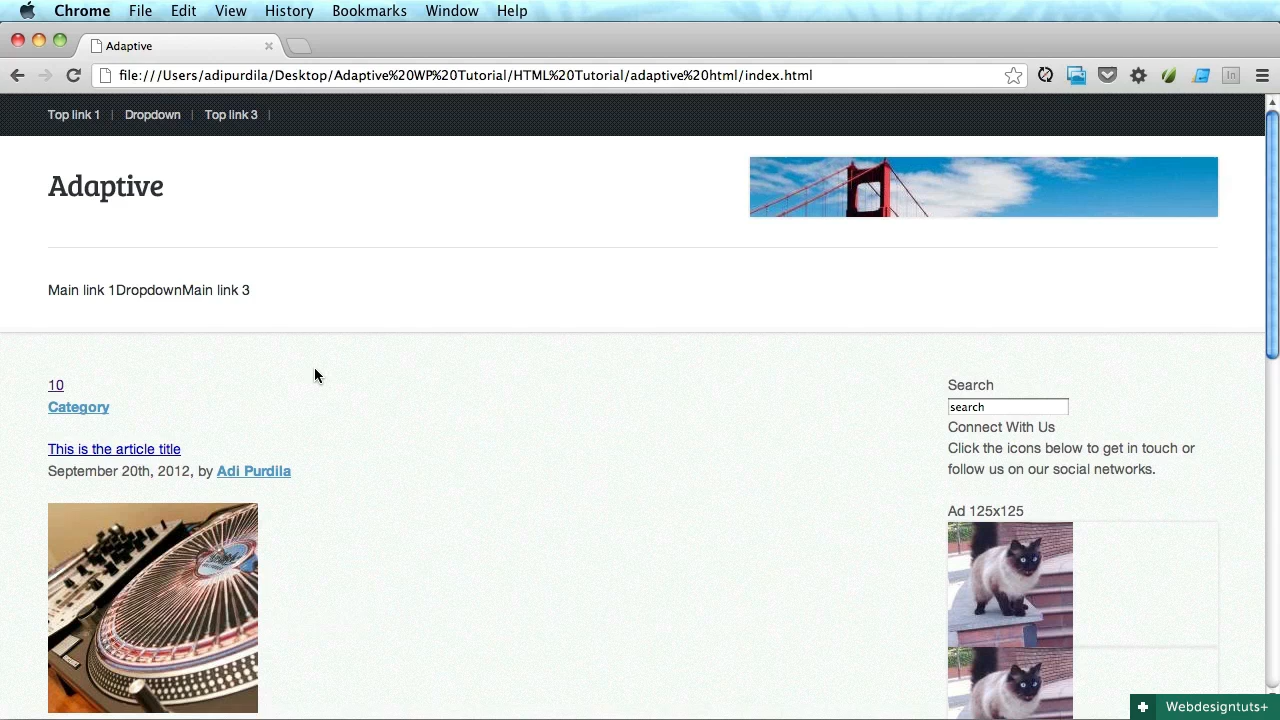 Chrome File Edit View History Bookmarks Window Help
Adaptive
file:///Users/adipurdila/Desktop/Adaptive%20WP%20Tutorial/HTML%20Tutorial/adaptive%20html/index.html
Top link 1 Dropdown Top link 3
Adaptive
Main link 1DropdownMain link 3
10
Category
This is the article title
September 20th, 2012, by Adi Purdila
Search
search
Connect With Us
Click the icons below to get in touch or
follow us on our social networks.
Ad 125x125
Webdesigntuts+